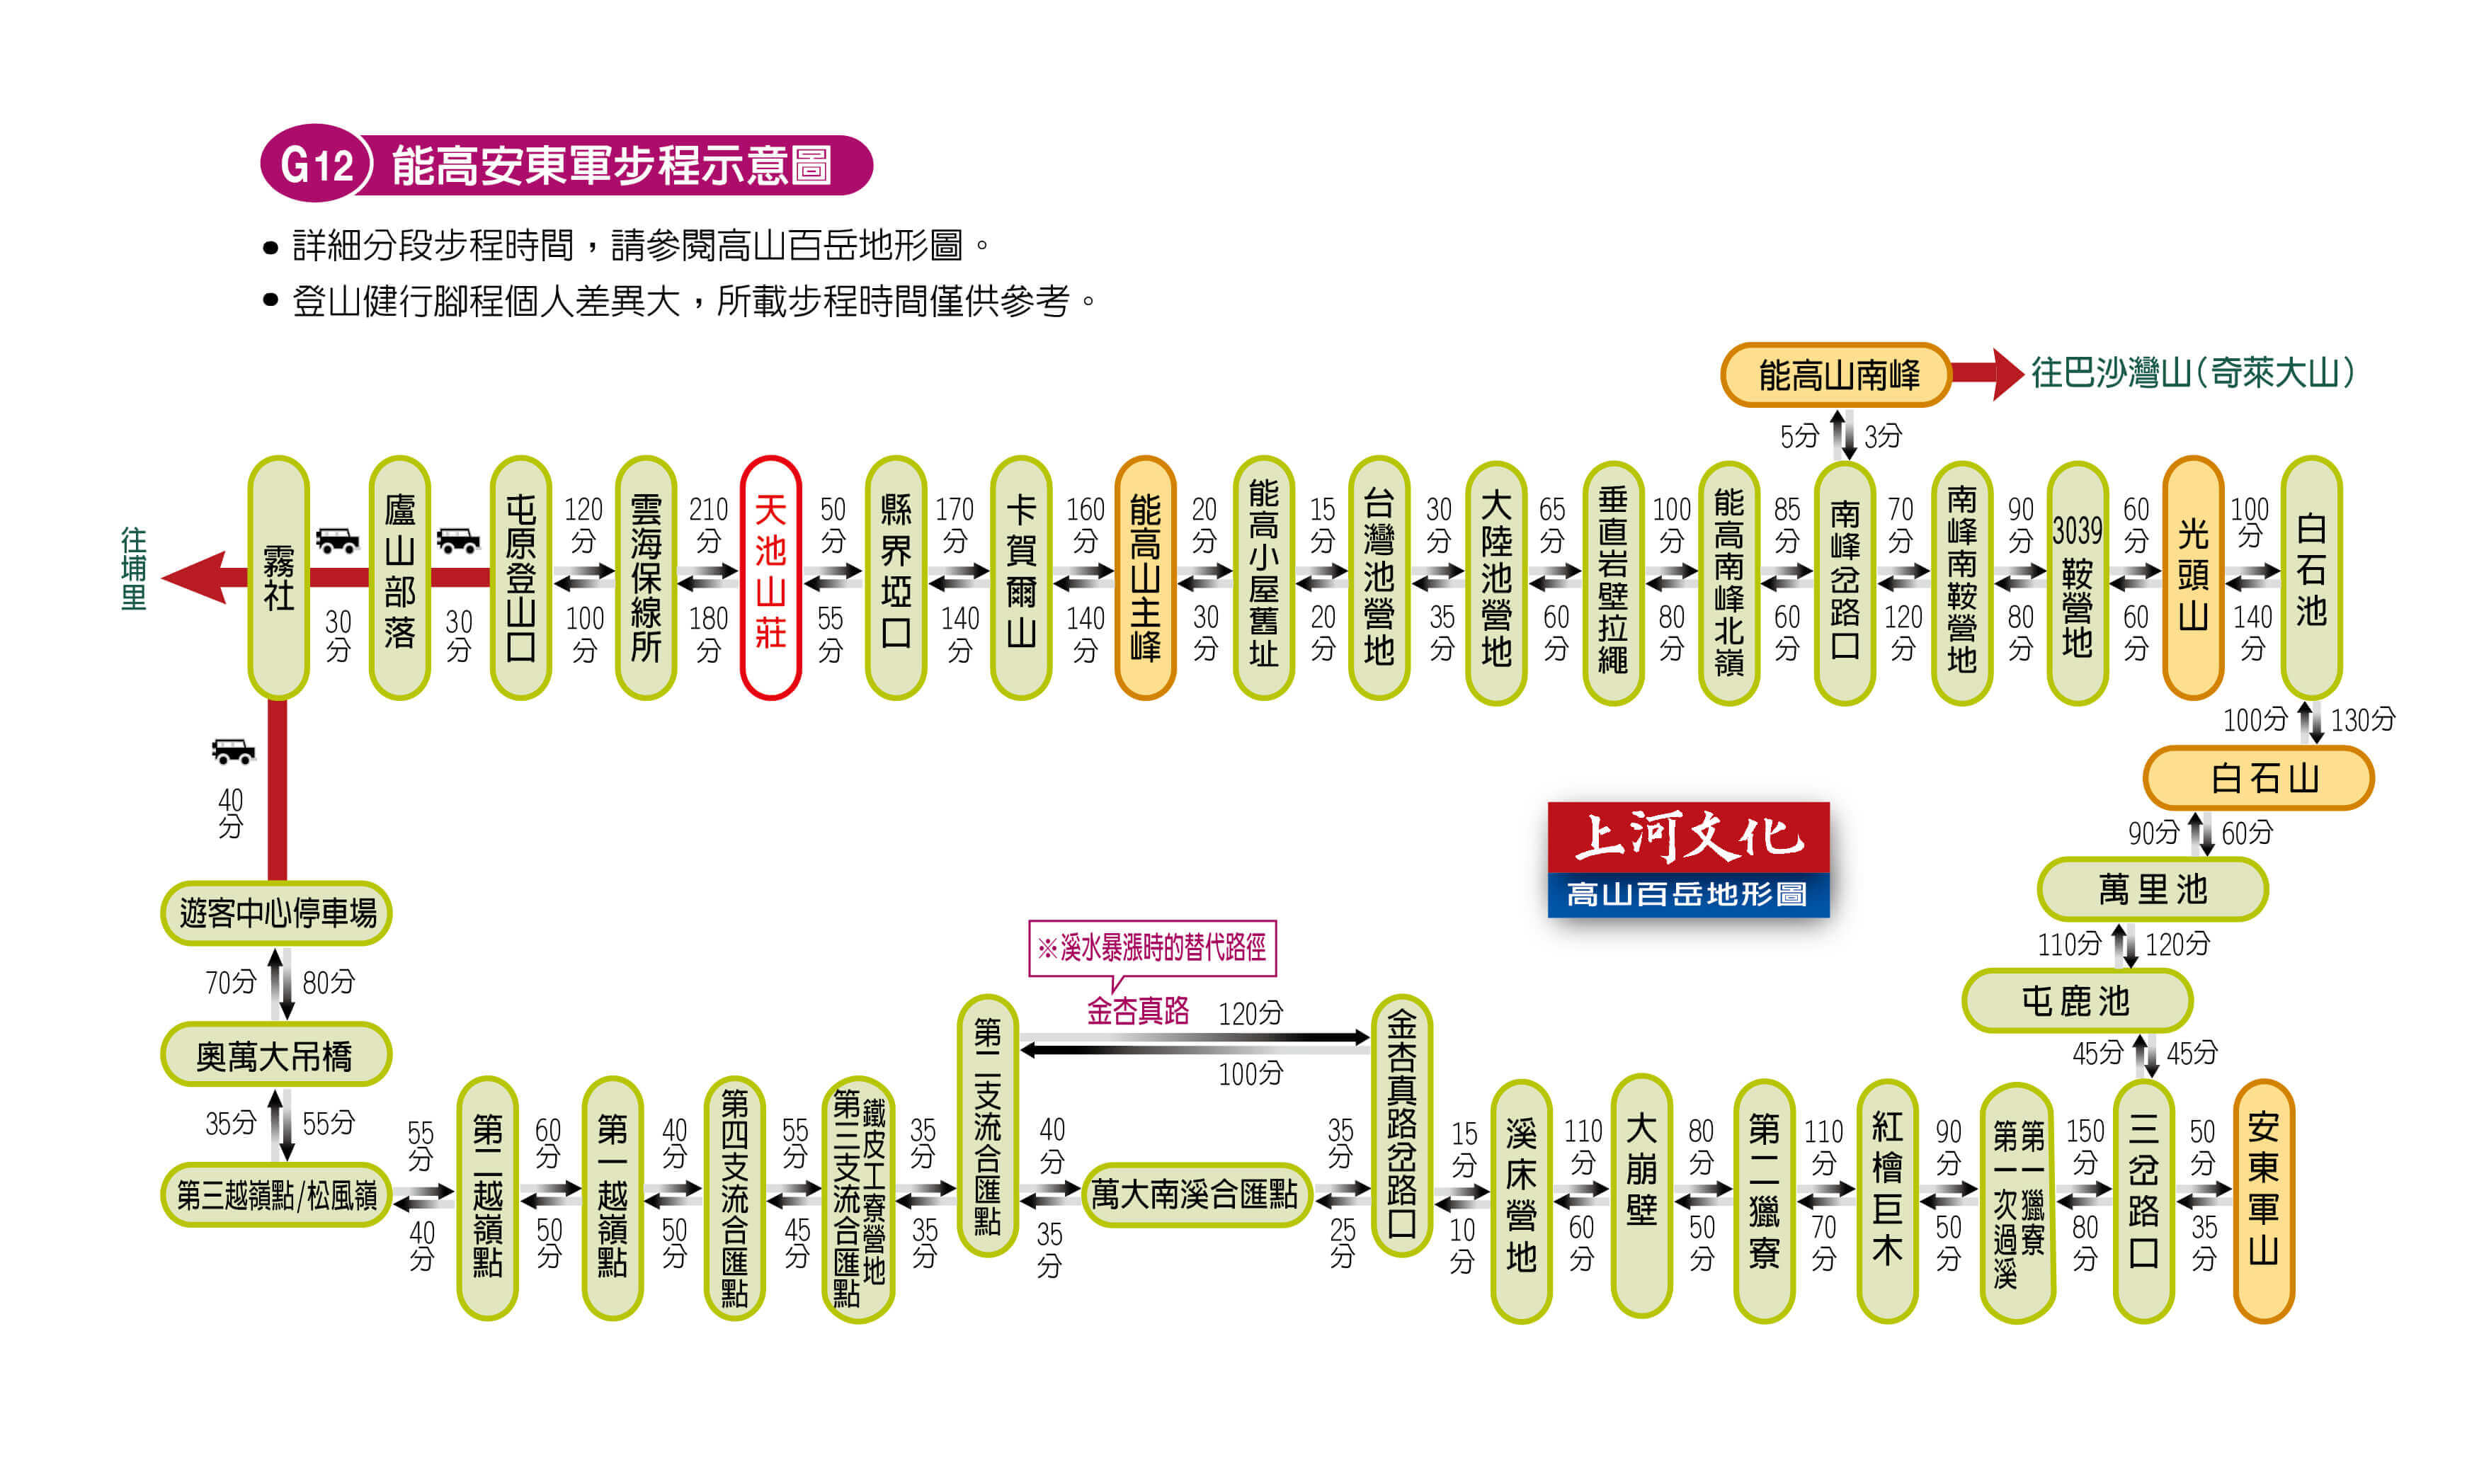 G12 能高安東軍步程示意圖
● 詳細分段步程時間，請參閱高山百岳地形圖。
● 登山健行腳程個人差異大，所載步程時間僅供參考。
能高山南峰
往巴沙灣山(奇萊大山)
5分
3分
往埔里
霧社
30分
盧山部落
30分
屯原登山口
120分
100分
雲海保線所
210分
180分
天池山莊
50分
55分
縣界埡口
170分
140分
卡賀爾山
160分
140分
能高山主峰
20分
30分
能高小屋舊址
15分
20分
台灣池營地
30分
35分
大陸池營地
65分
60分
垂直岩壁拉繩
100分
80分
能高南峰北嶺
85分
60分
南峰岔路口
70分
120分
南峰南鞍營地
90分
80分
3039鞍營地
60分
60分
光頭山
100分
140分
白石池
100分
130分
白石山
90分
60分
萬里池
110分
120分
屯鹿池
45分
45分
40分
遊客中心停車場
70分
80分
奧萬大吊橋
35分
55分
第三越嶺點/松風嶺
55分
40分
第二越嶺點
60分
50分
第一越嶺點
40分
50分
第四支流合匯點
55分
45分
鐵皮工寮營地
第三支流合匯點
35分
35分
第二支流合匯點
※溪水暴漲時的替代路徑
金杏真路
120分
100分
40分
35分
萬大南溪合匯點
35分
25分
金杏真路岔路口
15分
10分
溪床營地
110分
60分
大崩壁
80分
50分
第二獵寮
110分
70分
紅檜巨木
90分
50分
第一獵寮
第一次過溪
150分
80分
三岔路口
50分
35分
安東軍山
上河文化
高山百岳地形圖